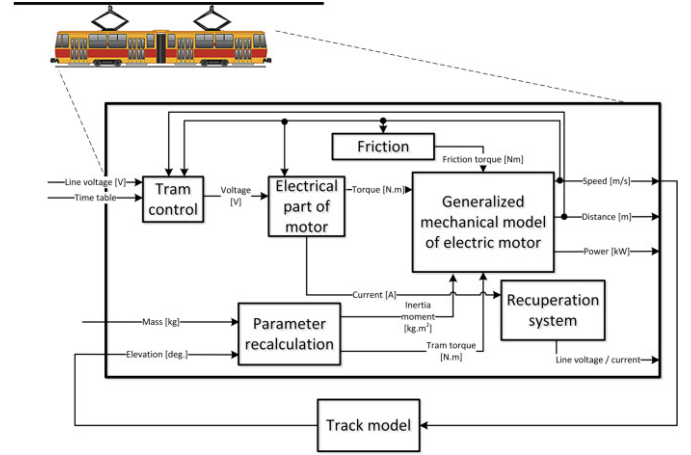 Friction
Friction torque [Nm]
Line voltage [V]
Time table
Tram
control
Voltage
[V]
Electrical
part of
motor
Torque [N.m]
Generalized
mechanical model
of electric motor
Speed [m/s]
Distance [m]
Power [kW]
Current [A]
Inertia
moment
[kg.m²]
Recuperation
system
Mass [kg]
Elevation [deg.]
Parameter
recalculation
Tram torque
[N.m]
Line voltage / current
Track model